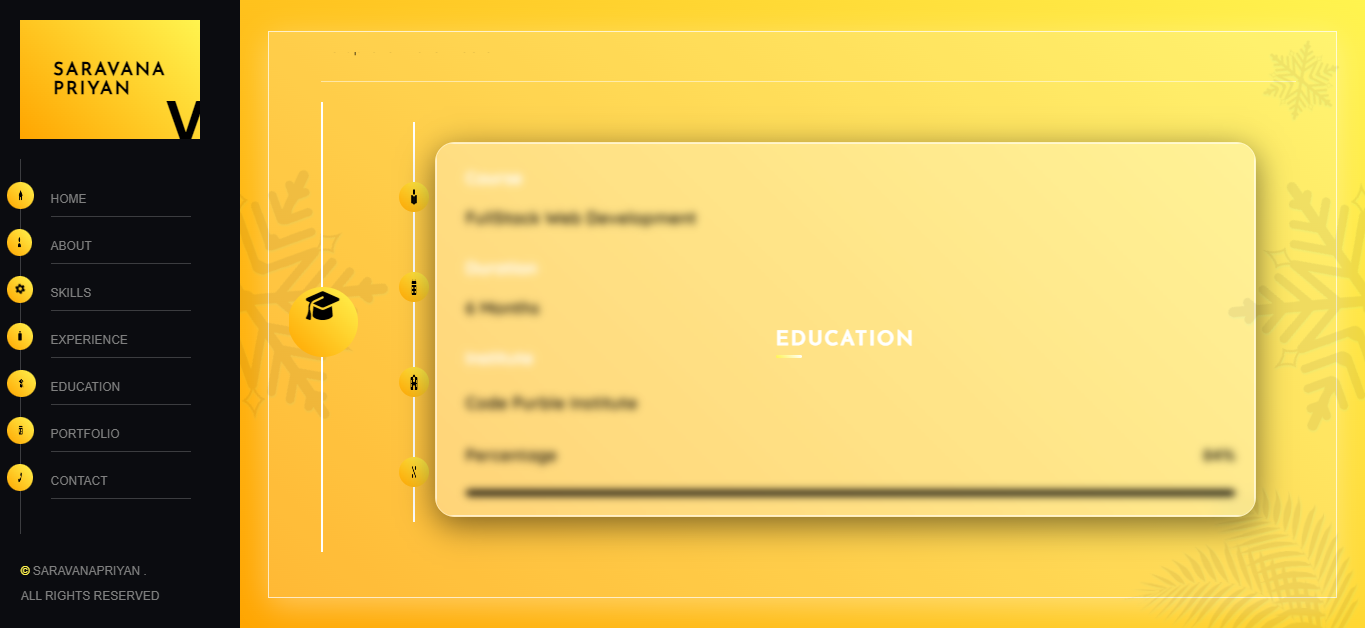 SARAVANA
PRIYAN
V
HOME
ABOUT
SKILLS
EXPERIENCE
EDUCATION
PORTFOLIO
CONTACT
© SARAVANAPRIYAN .
ALL RIGHTS RESERVED
Course
FullStack Web Development
Duration
6 Months
EDUCATION
Institute
Code Purble Institute
Percentage 84%